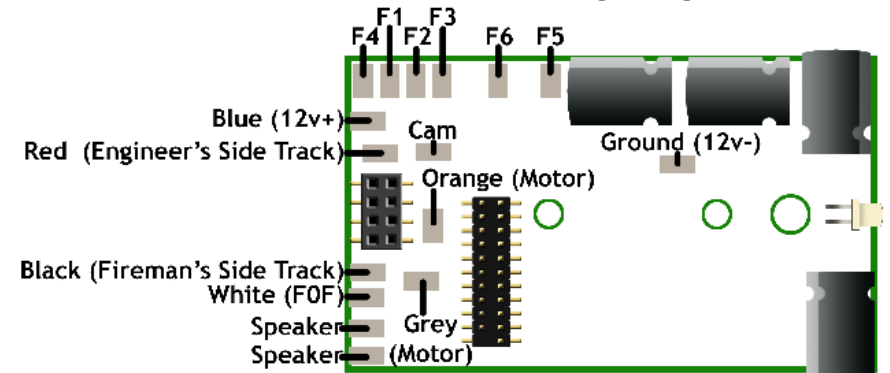 F1 F3
F4 F2 F6 F5
Blue (12v+)
Cam
Ground (12v-)
Red (Engineer's Side Track)
Orange (Motor)
Black (Fireman's Side Track)
White (F0F)
Speaker
Grey
Speaker
(Motor)